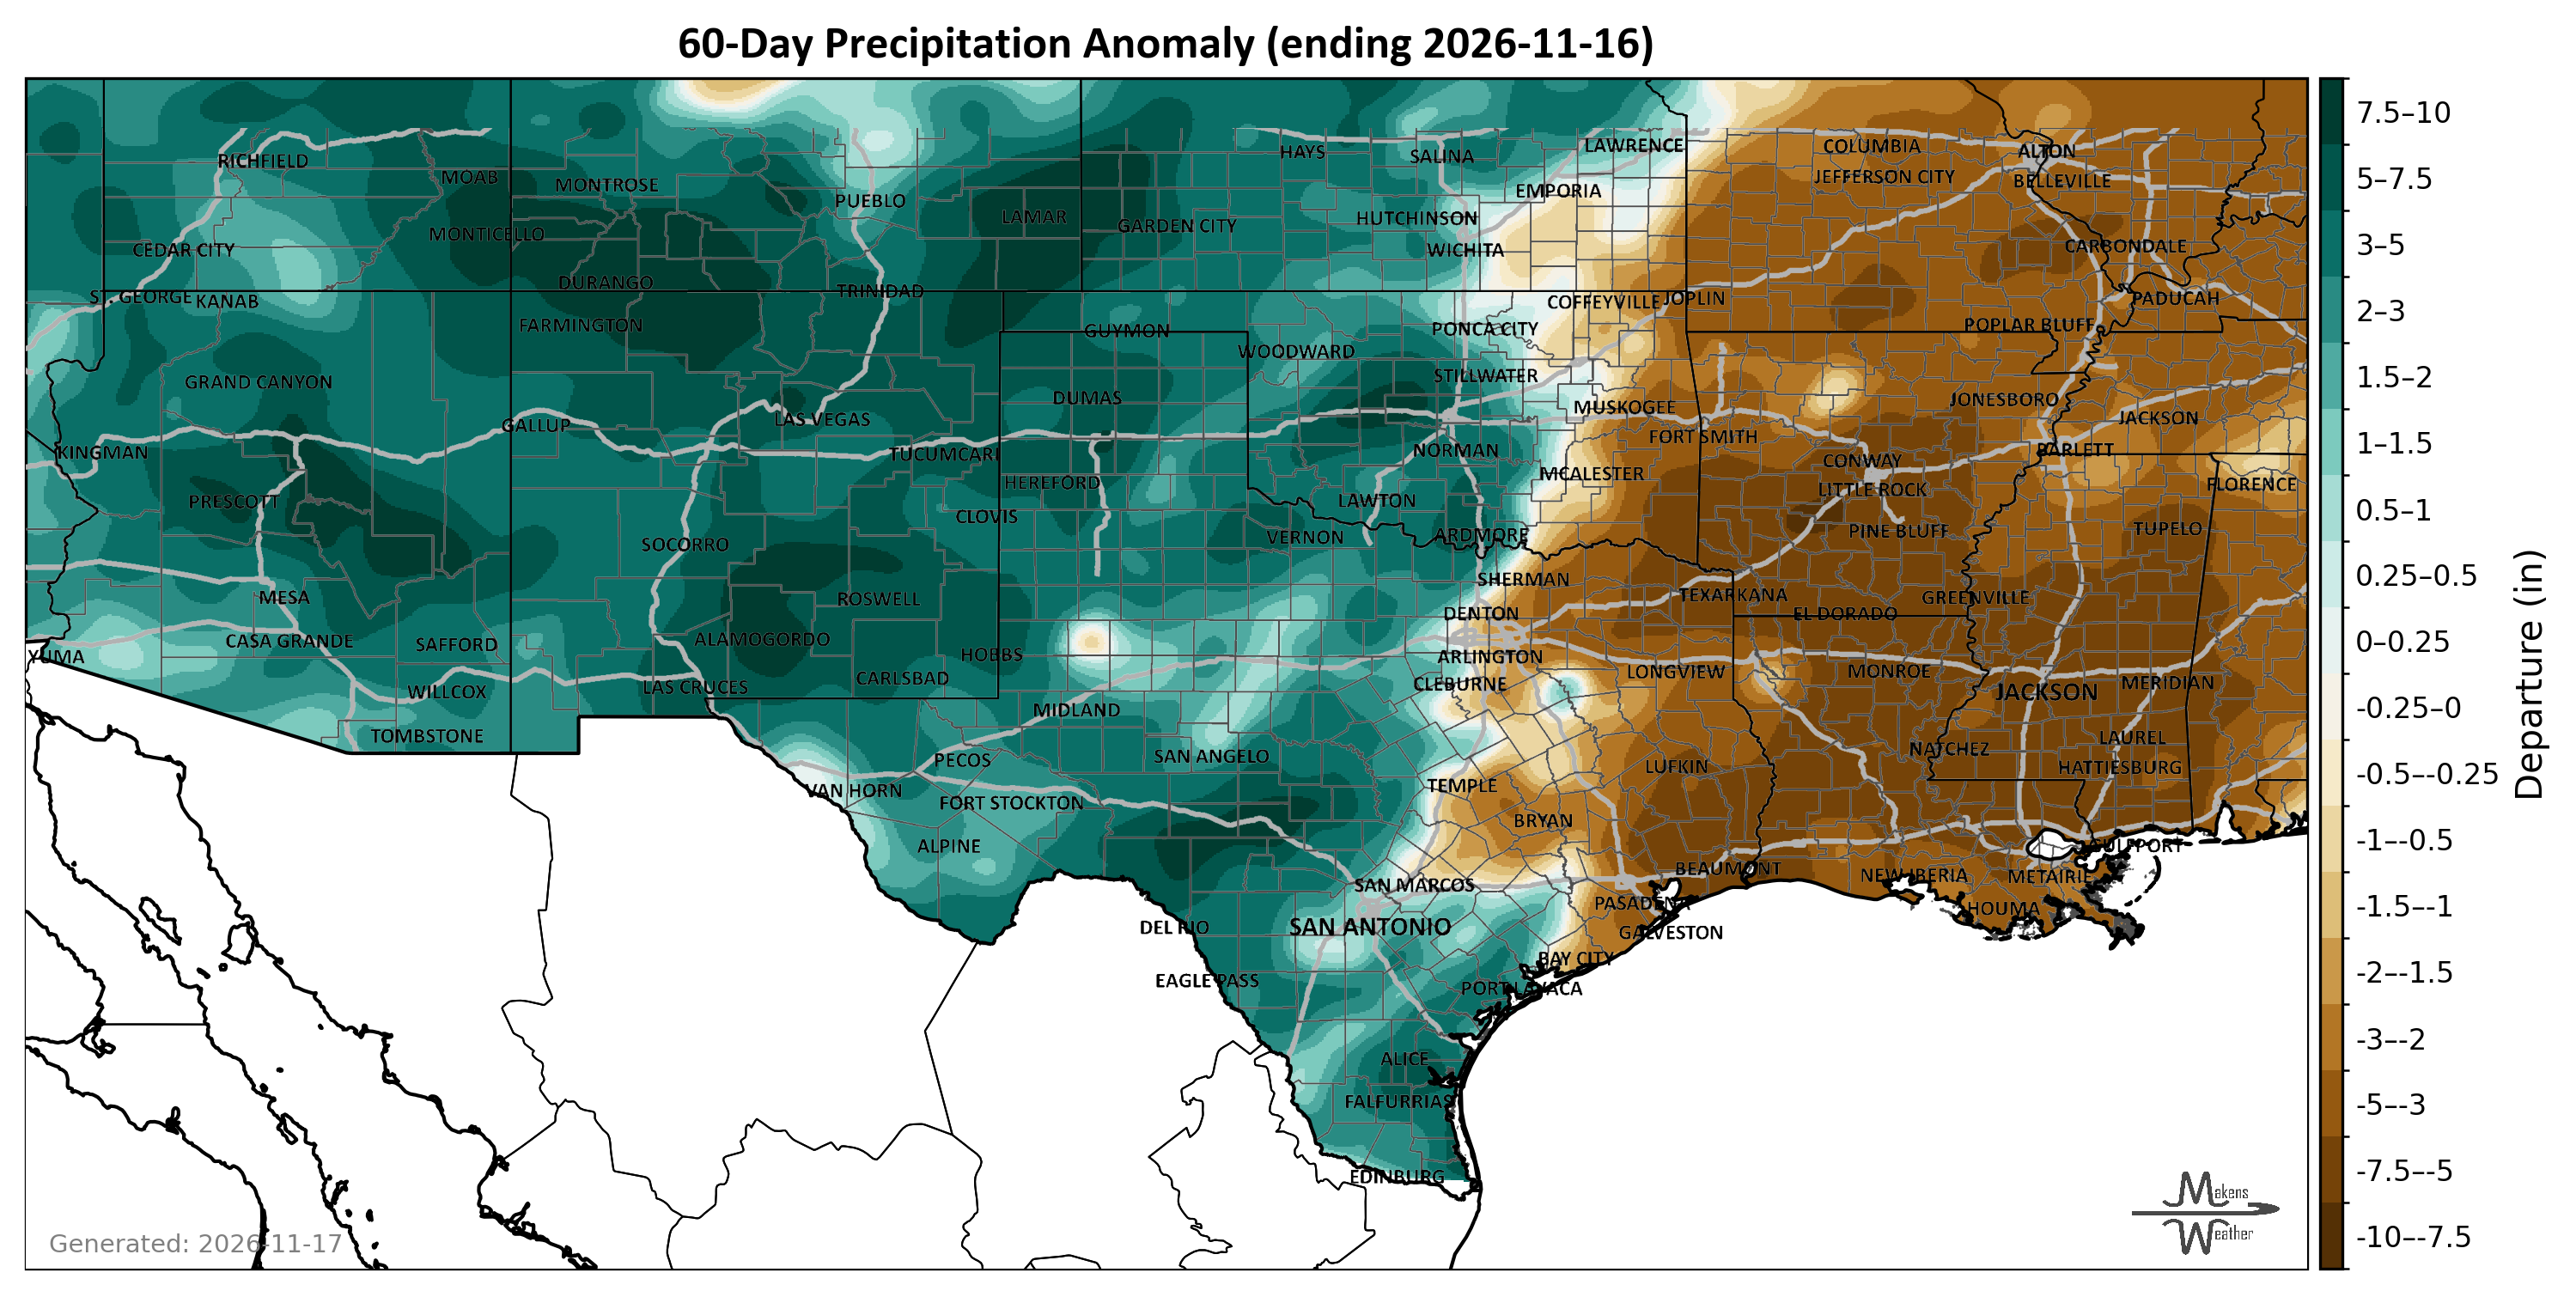 60-Day Precipitation Anomaly (ending 2026-11-16)
RICHFIELD
MOAB
MONTROSE
PUEBLO
LAMAR
HAYS
SALINA
LAWRENCE
COLUMBIA
ALTON
JEFFERSON CITY
BELLEVILLE
EMPORIA
GARDEN CITY
HUTCHINSON
MONTICELLO
CEDAR CITY
WICHITA
CARBONDALE
DURANGO
TRINIDAD
ST GEORGE
KANAB
COFFEYVILLE
JOPLIN
PADUCAH
FARMINGTON
GUYMON
PONCA CITY
POPLAR BLUFF
WOODWARD
GRAND CANYON
STILLWATER
DUMAS
MUSKOGEE
JONESBORO
JACKSON
GALLUP
LAS VEGAS
FORT SMITH
KINGMAN
TUCUMCARI
NORMAN
CONWAY
BARLETT
HEREFORD
MCALESTER
LITTLE ROCK
FLORENCE
PRESCOTT
LAWTON
CLOVIS
PINE BLUFF
TUPELO
SOCORRO
VERNON
ARDMORE
SHERMAN
MESA
ROSWELL
TEXARKANA
GREENVILLE
DENTON
EL DORADO
CASA GRANDE
SAFFORD
ALAMOGORDO
HOBBS
YUMA
ARLINGTON
LONGVIEW
MONROE
CARLSBAD
CLEBURNE
MERIDIAN
WILLCOX
LAS CRUCES
JACKSON
MIDLAND
TOMBSTONE
LAUREL
PECOS
SAN ANGELO
NATCHEZ
LUFKIN
HATTIESBURG
VAN HORN
FORT STOCKTON
TEMPLE
BRYAN
ALPINE
GULFPORT
BEAUMONT
NEW IBERIA
METAIRIE
SAN MARCOS
PASADENA
HOUMA
DEL RIO
SAN ANTONIO
GALVESTON
BAY CITY
EAGLE PASS
PORT LAVACA
ALICE
FALFURRIAS
EDINBURG
7.5–10
5–7.5
3–5
2–3
1.5–2
1–1.5
0.5–1
0.25–0.5
0–0.25
-0.25–0
-0.5–-0.25
-1–-0.5
-1.5–-1
-2–-1.5
-3–-2
-5–-3
-7.5–-5
-10–-7.5
Departure (in)
Makens
Weather
Generated: 2026-11-17